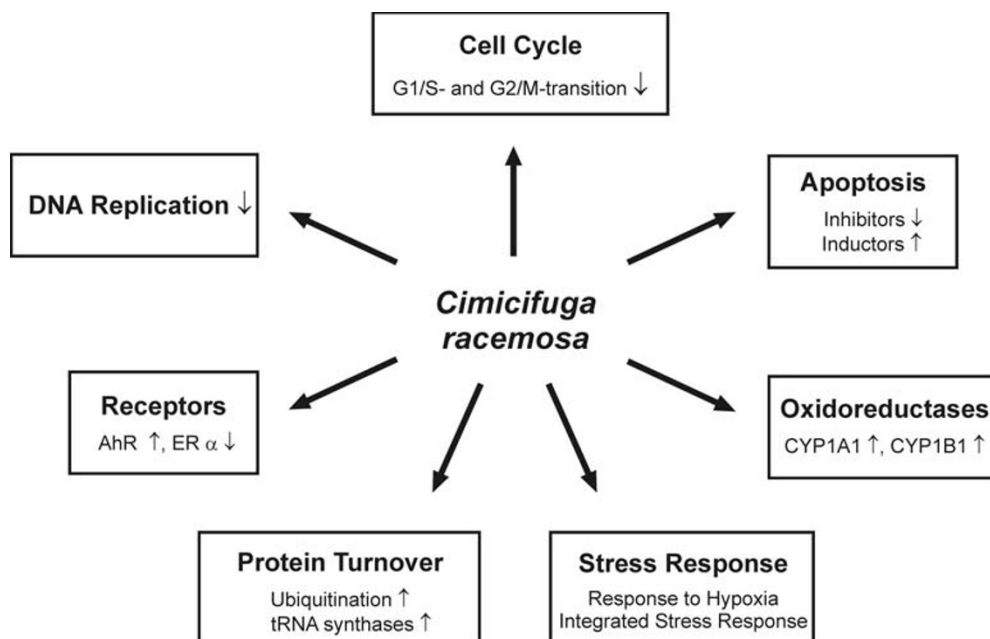 Cell Cycle
G1/S- and G2/M-transition ↓
DNA Replication ↓
Apoptosis
Inhibitors ↓
Inductors ↑
Cimicifuga
racemosa
Receptors
AhR ↑, ER α ↓
Oxidoreductases
CYP1A1 ↑, CYP1B1 ↑
Protein Turnover
Ubiquitination ↑
tRNA synthases ↑
Stress Response
Response to Hypoxia
Integrated Stress Response